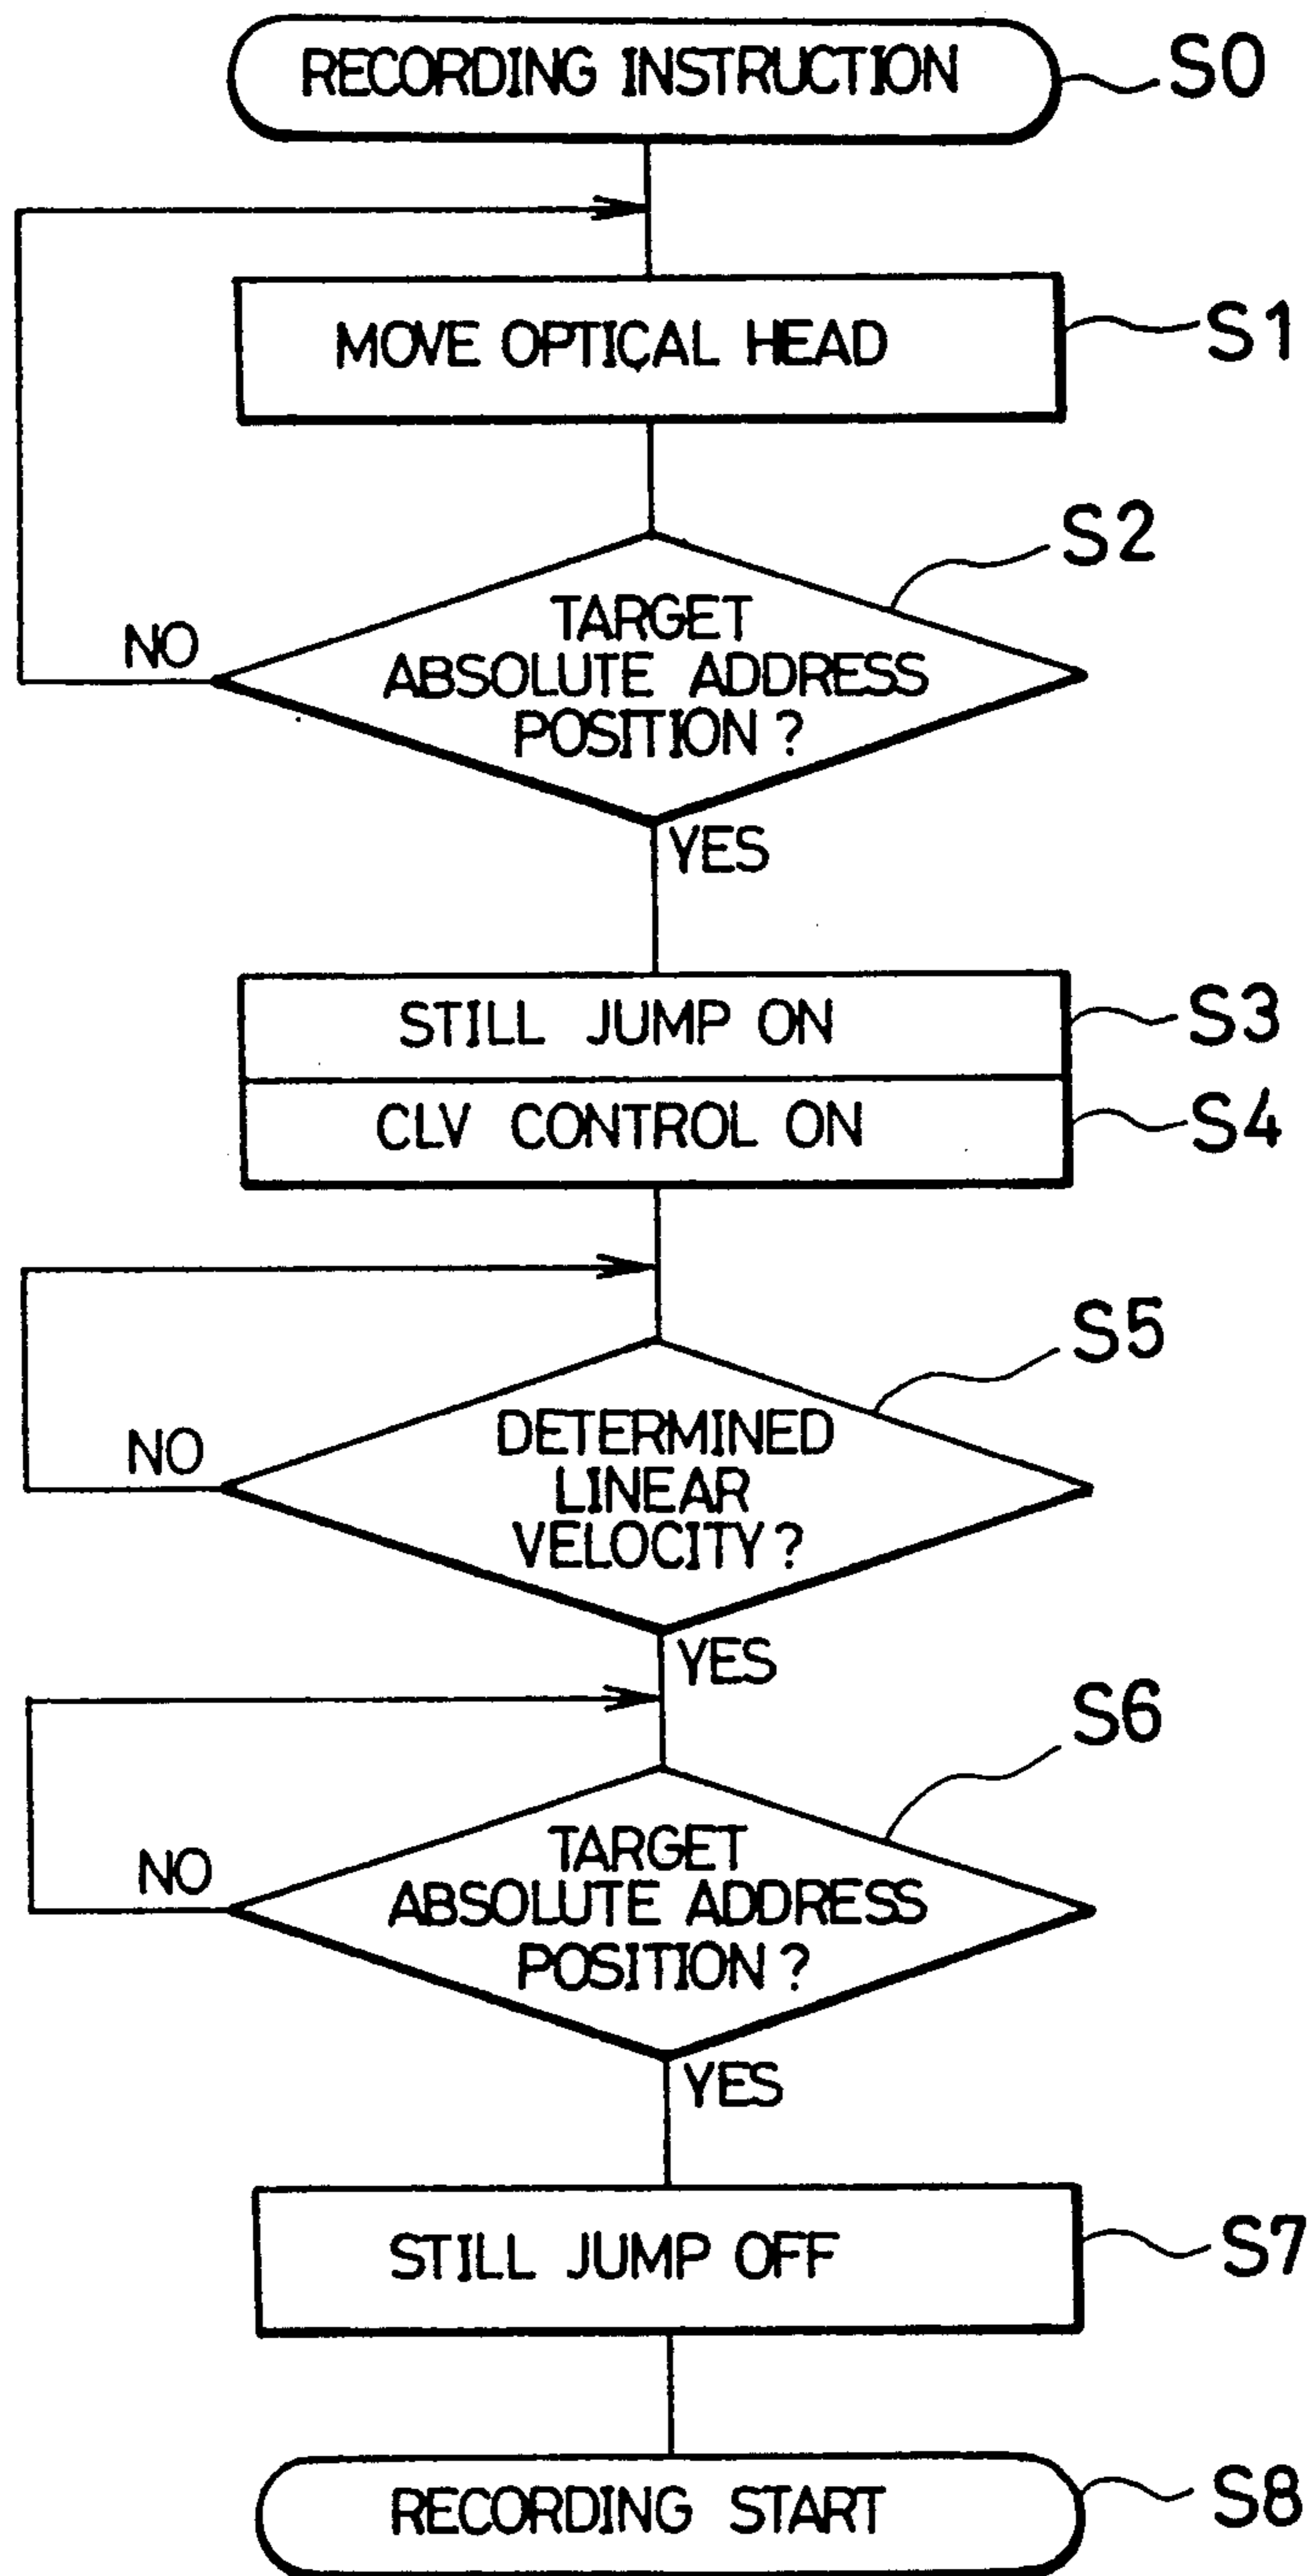 RECORDING INSTRUCTION
S0
MOVE OPTICAL HEAD
S1
S2
TARGET
ABSOLUTE ADDRESS
POSITION?
NO
YES
STILL JUMP ON
S3
CLV CONTROL ON
S4
S5
DETERMINED
LINEAR
VELOCITY?
NO
YES
S6
TARGET
ABSOLUTE ADDRESS
POSITION?
NO
YES
STILL JUMP OFF
S7
RECORDING START
S8